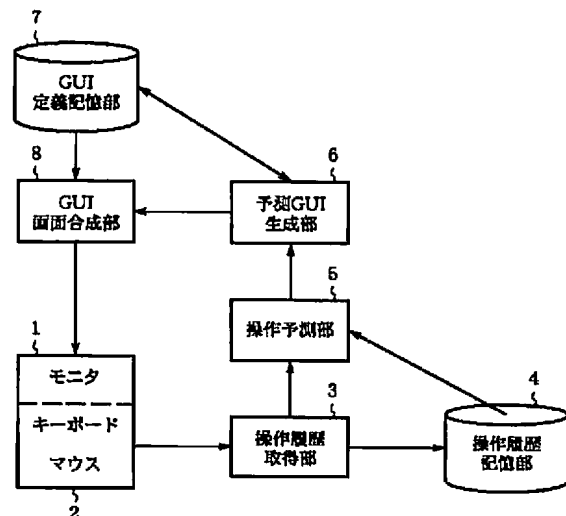 7
GUI
定義記憶部
8
GUI
画面合成部
6
予測GUI
生成部
5
操作予測部
1
モニタ
キーボード
マウス
2
3
操作履歴
取得部
4
操作履歴
記憶部